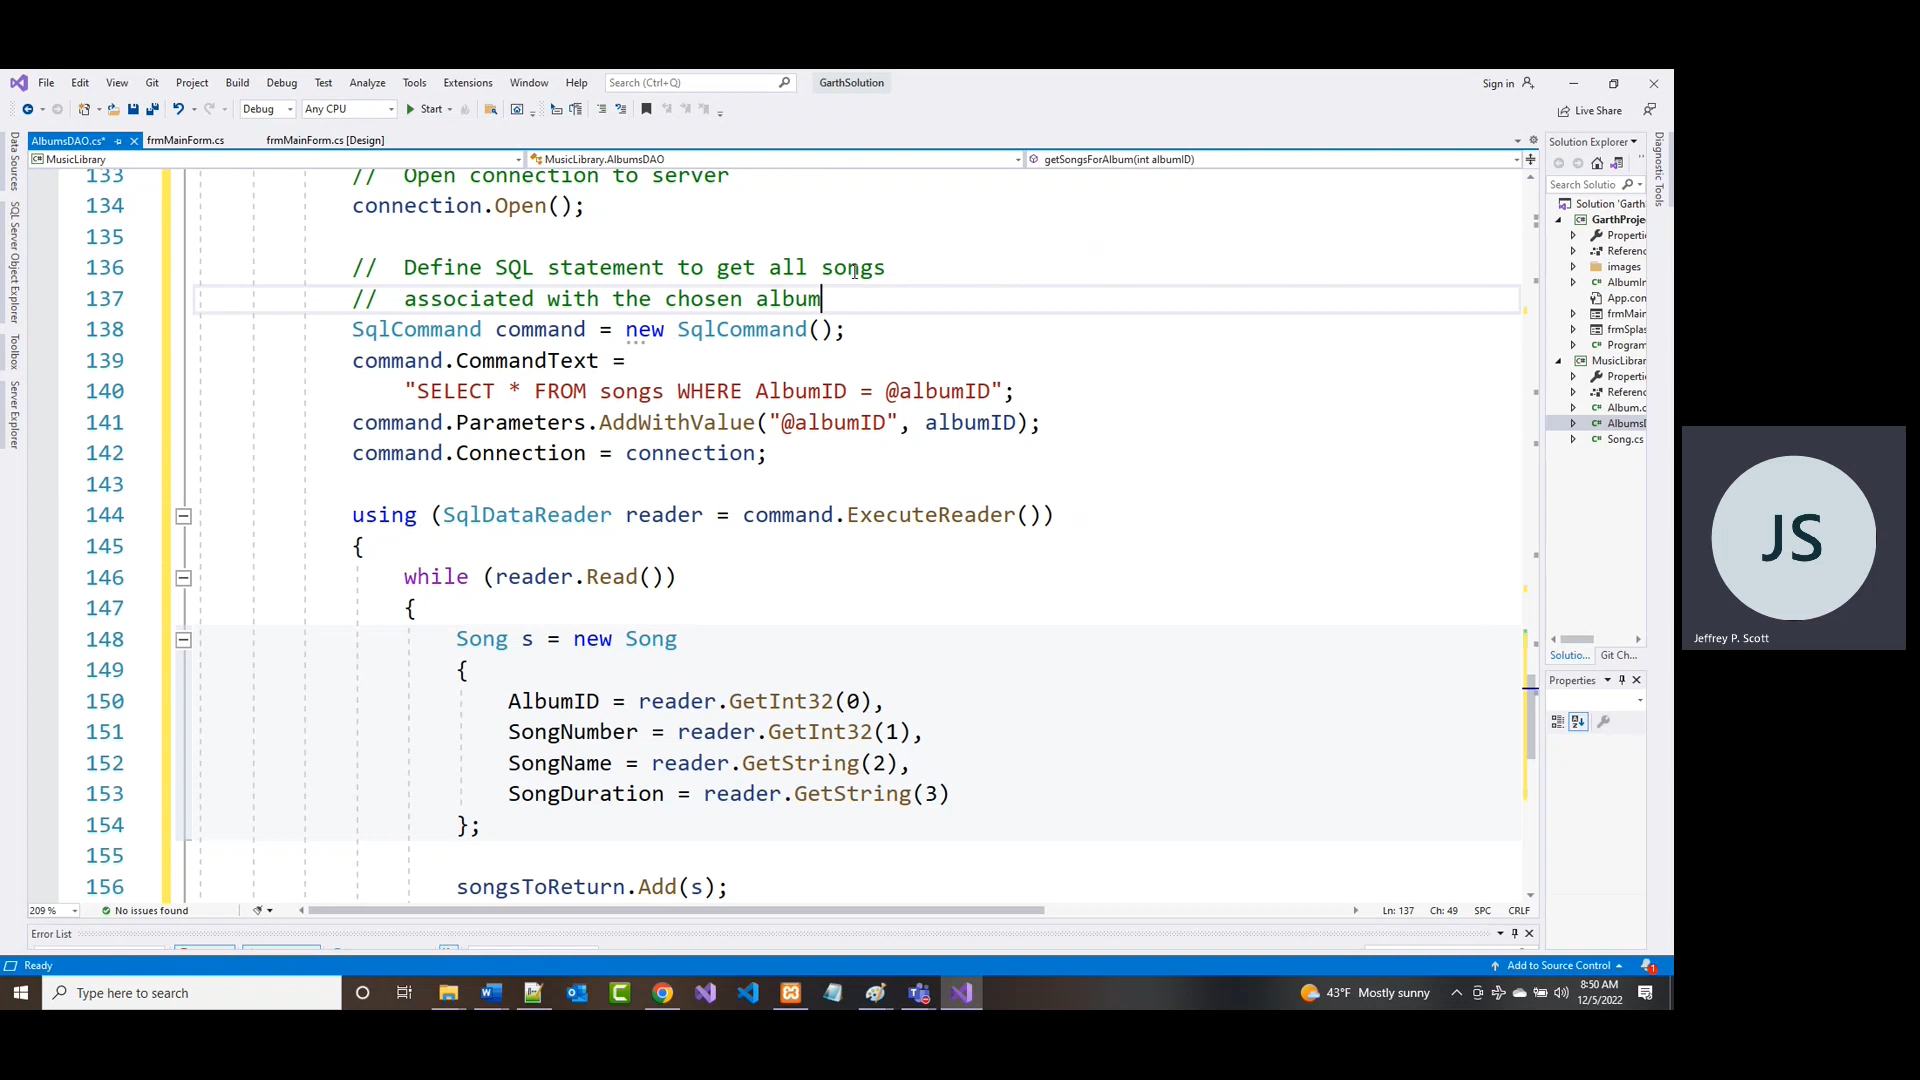 File Edit View Git Project Build Debug Test Analyze Tools Extensions Window Help Search (Ctrl+Q) GarthSolution Sign in
Debug Any CPU Start Live Share
AlbumsDAO.cs* frmMainForm.cs frmMainForm.cs [Design]
MusicLibrary MusicLibrary.AlbumsDAO getSongsForAlbum(int albumID)
Data Sources
SQL Server Object Explorer
Toolbox
Server Explorer
133 // Open connection to server
134 connection.Open();
135
136 // Define SQL statement to get all songs
137 // associated with the chosen album
138 SqlCommand command = new SqlCommand();
139 command.CommandText =
140 "SELECT * FROM songs WHERE AlbumID = @albumID";
141 command.Parameters.AddWithValue("@albumID", albumID);
142 command.Connection = connection;
143
144 using (SqlDataReader reader = command.ExecuteReader())
145 {
146 while (reader.Read())
147 {
148 Song s = new Song
149 {
150 AlbumID = reader.GetInt32(0),
151 SongNumber = reader.GetInt32(1),
152 SongName = reader.GetString(2),
153 SongDuration = reader.GetString(3)
154 };
155
156 songsToReturn.Add(s);
209 % No issues found Ln: 137 Ch: 49 SPC CRLF
Error List
Solution Explorer
Search Solutio
Solution 'Garth
GarthProje
Properti
Referenc
images
AlbumIn
App.con
frmMain
frmSplas
Program
MusicLibrar
Properti
Referenc
Album.c
AlbumsD
Song.cs
Solutio... Git Ch...
Properties
Diagnostic Tools
Ready Add to Source Control 1
Type here to search 43°F Mostly sunny 8:50 AM
12/5/2022
JS
Jeffrey P. Scott